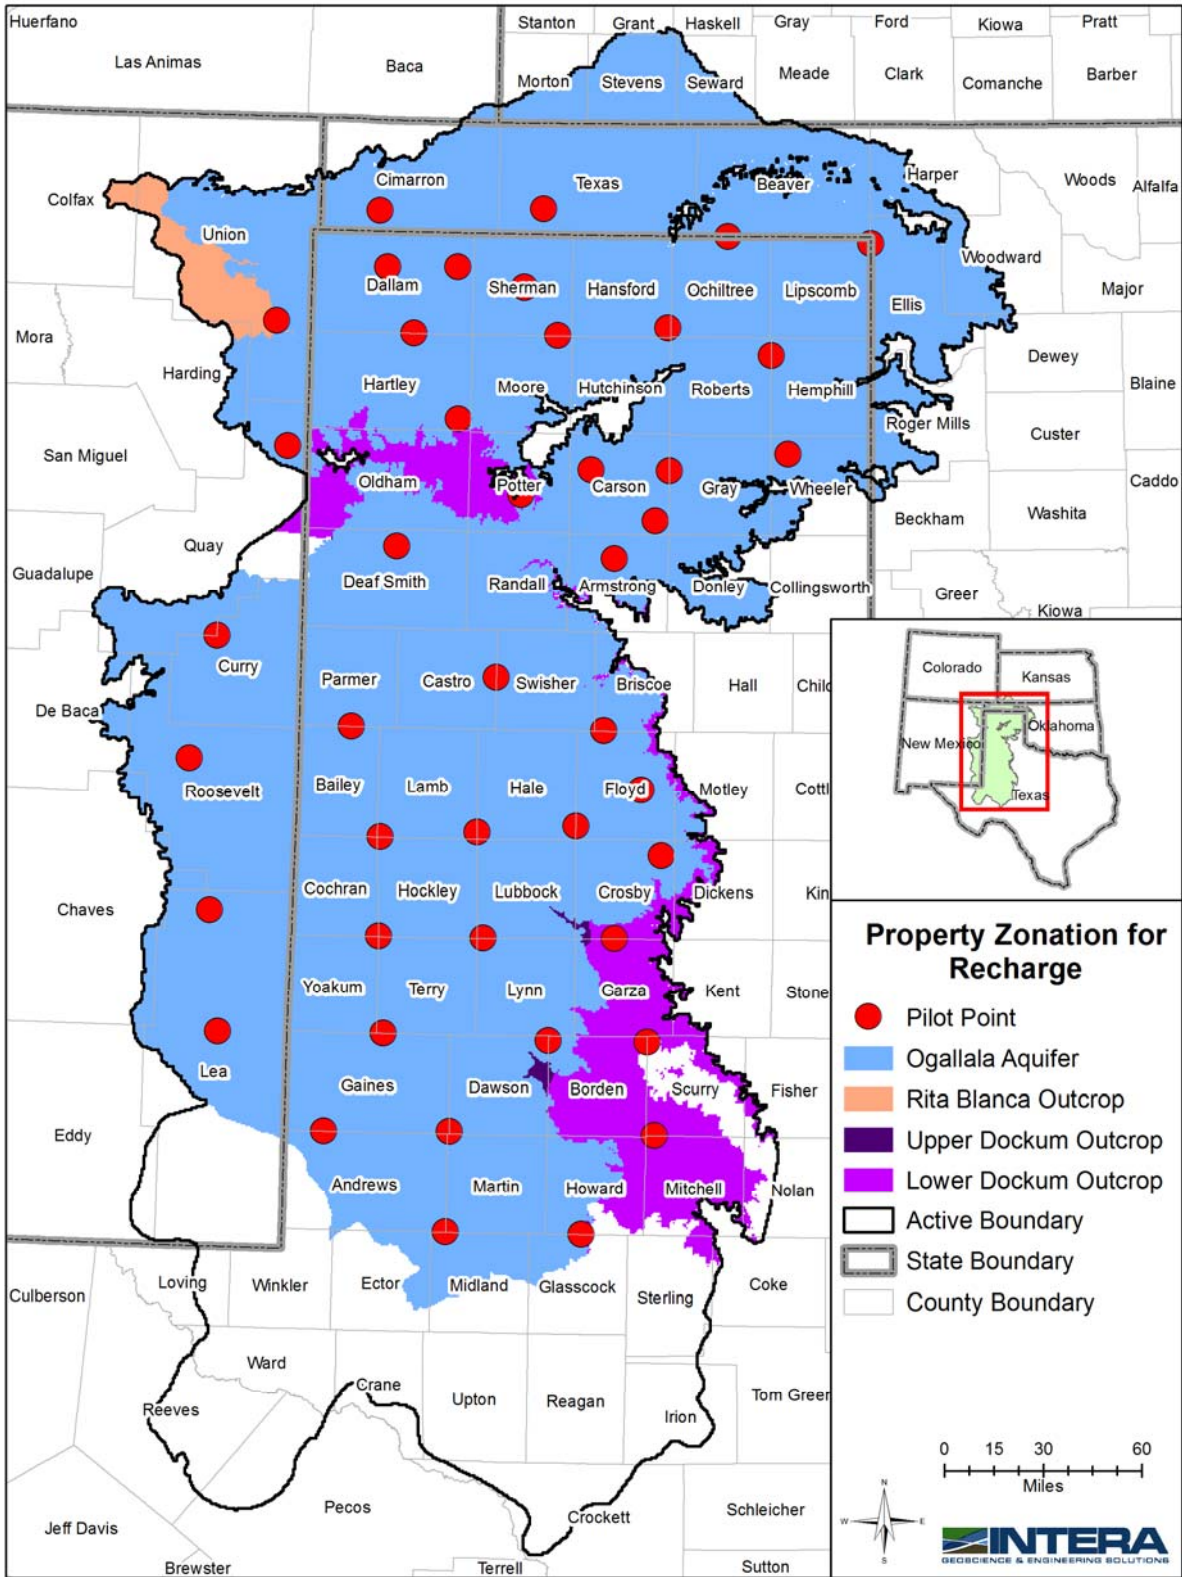 Huerfano
Stanton
Grant
Haskell
Gray
Ford
Kiowa
Pratt
Las Animas
Baca
Morton
Stevens
Seward
Meade
Clark
Comanche
Barber
Colfax
Cimarron
Texas
Beaver
Harper
Woods
Alfalfa
Union
Woodward
Dallam
Sherman
Hansford
Ochiltree
Lipscomb
Ellis
Major
Mora
Harding
Hartley
Moore
Hutchinson
Roberts
Hemphill
Dewey
Blaine
Roger Mills
Custer
San Miguel
Oldham
Potter
Carson
Gray
Wheeler
Caddo
Beckham
Washita
Quay
Guadalupe
Deaf Smith
Randall
Armstrong
Donley
Collingsworth
Greer
Kiowa
Curry
Parmer
Castro
Swisher
Briscoe
Hall
Chilc
De Baca
Roosevelt
Bailey
Lamb
Hale
Floyd
Motley
Cottl
Chaves
Cochran
Hockley
Lubbock
Crosby
Dickens
Kin
Yoakum
Terry
Lynn
Garza
Kent
Stone
Lea
Gaines
Dawson
Borden
Scurry
Fisher
Eddy
Andrews
Martin
Howard
Mitchell
Nolan
Culberson
Loving
Winkler
Ector
Midland
Glasscock
Sterling
Coke
Ward
Crane
Upton
Reagan
Irion
Tom Green
Reeves
Pecos
Crockett
Schleicher
Jeff Davis
Brewster
Terrell
Sutton
Colorado
Kansas
New Mexico
Oklahoma
Texas
Property Zonation for
Recharge
Pilot Point
Ogallala Aquifer
Rita Blanca Outcrop
Upper Dockum Outcrop
Lower Dockum Outcrop
Active Boundary
State Boundary
County Boundary
0 15 30 60
Miles
N
W E
S
INTERA
GEOSCIENCE & ENGINEERING SOLUTIONS